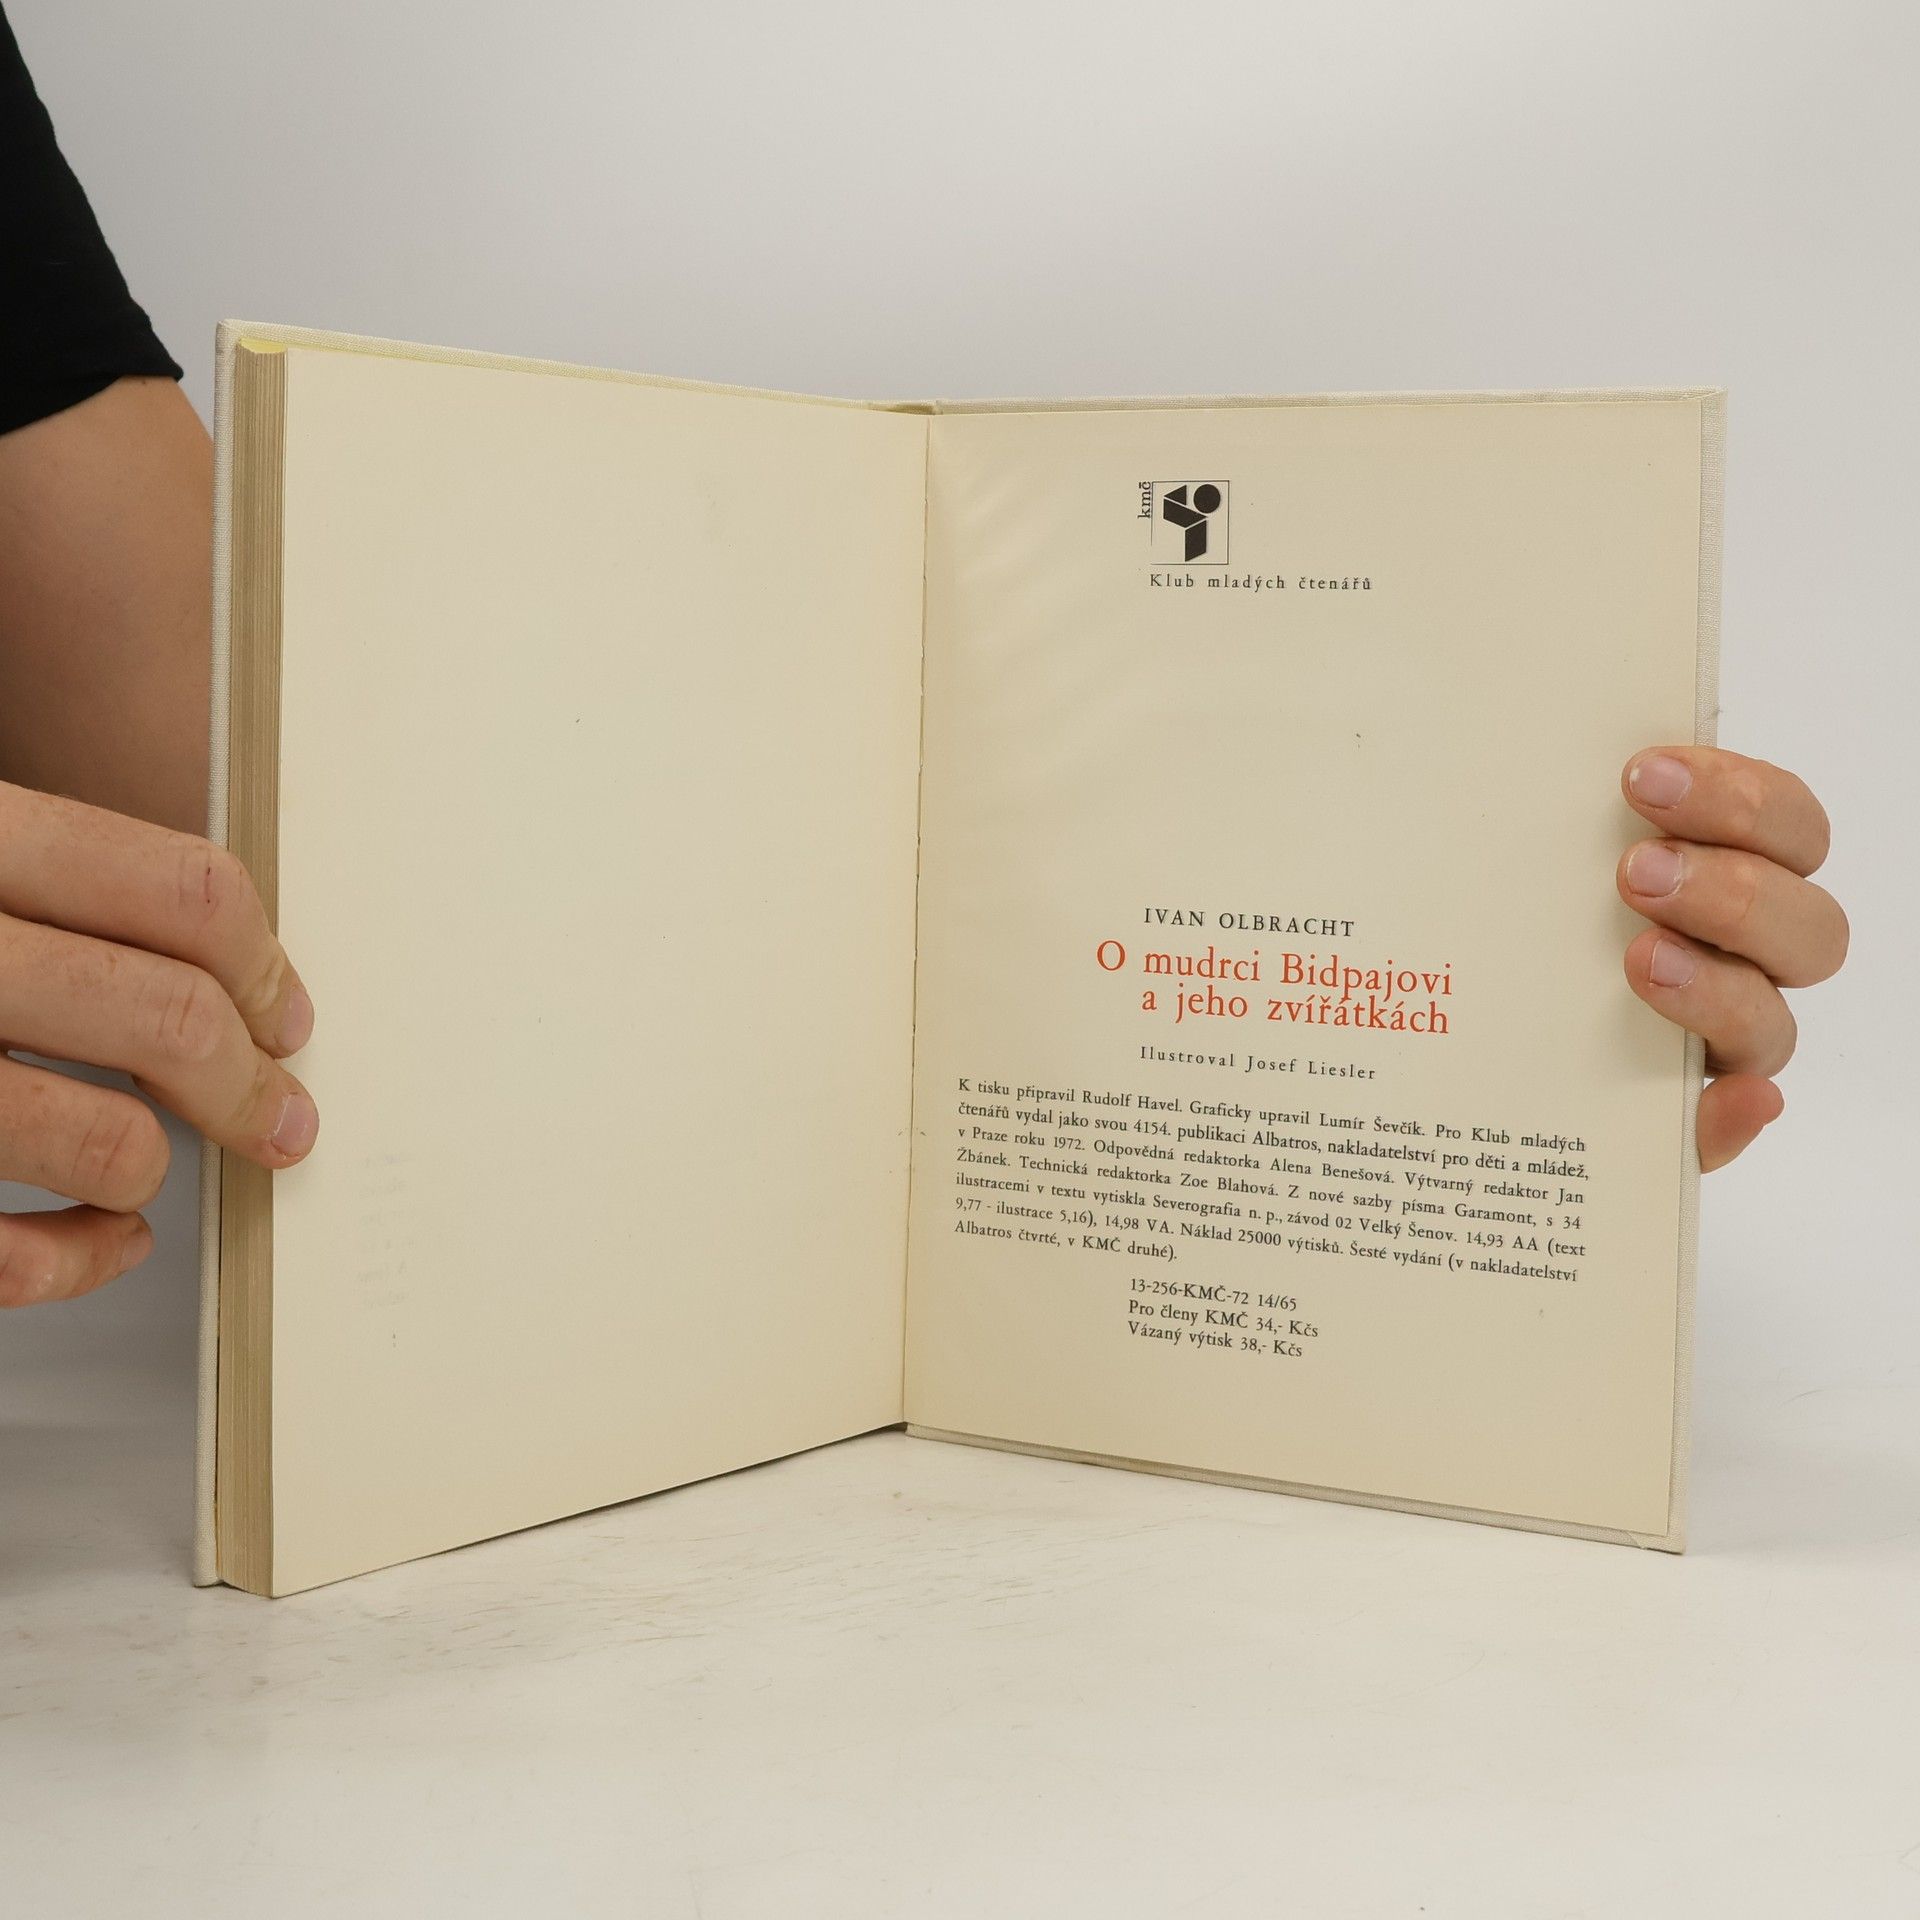 kmč
Klub mladých čtenářů
IVAN OLBRACHT
O mudrci Bidpajovi
a jeho zvířátkách
Ilustroval Josef Liesler
K tisku připravil Rudolf Havel. Graficky upravil Lumír Ševčík. Pro Klub mladých
čtenářů vydal jako svou 4154. publikaci Albatros, nakladatelství pro děti a mládež,
v Praze roku 1972. Odpovědná redaktorka Alena Benešová. Výtvarný redaktor Jan
Žbánek. Technická redaktorka Zoe Blahová. Z nové sazby písma Garamont, s 34
ilustracemi v textu vytiskla Severografia n. p., závod 02 Velký Šenov. 14,93 AA (text
9,77 - ilustrace 5,16), 14,98 VA. Náklad 25000 výtisků. Šesté vydání (v nakladatelství
Albatros čtvrté, v KMČ druhé).
13-256-KMČ-72 14/65
Pro členy KMČ 34,- Kčs
Vázaný výtisk 38,- Kčs